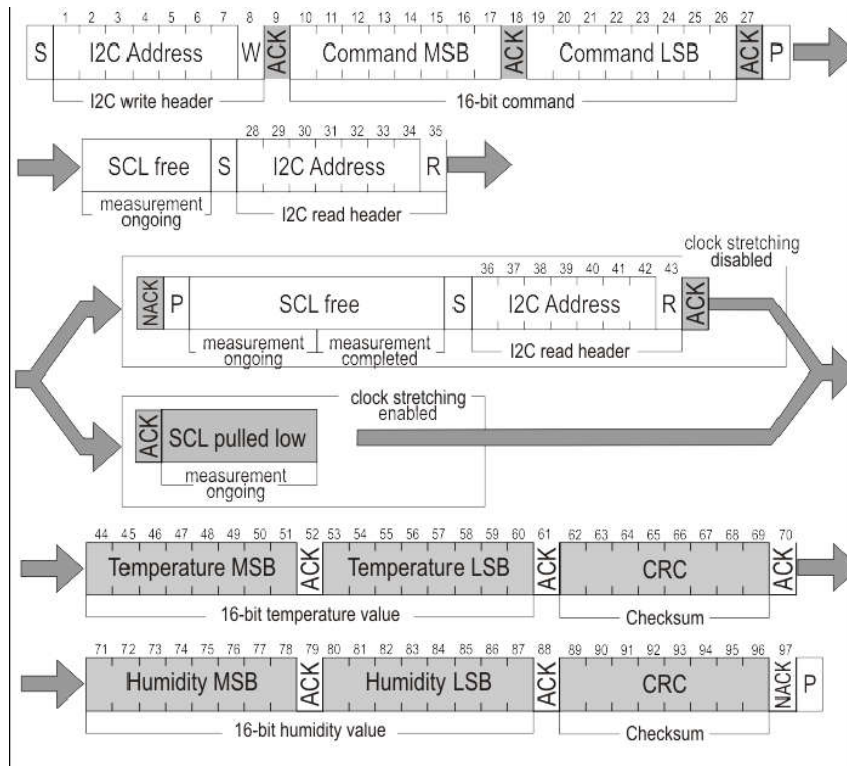 1 2 3 4 5 6 7 8 9 10 11 12 13 14 15 16 17 18 19 20 21 22 23 24 25 26 27
S I2C Address W ACK Command MSB ACK Command LSB ACK P
I2C write header 16-bit command
28 29 30 31 32 33 34 35
SCL free S I2C Address R
measurement
ongoing I2C read header
clock stretching
disabled
36 37 38 39 40 41 42 43
NACK P SCL free S I2C Address R ACK
measurement measurement
ongoing completed I2C read header
clock stretching
enabled
ACK SCL pulled low
measurement
ongoing
44 45 46 47 48 49 50 51 52 53 54 55 56 57 58 59 60 61 62 63 64 65 66 67 68 69 70
Temperature MSB ACK Temperature LSB ACK CRC ACK
16-bit temperature value Checksum
71 72 73 74 75 76 77 78 79 80 81 82 83 84 85 86 87 88 89 90 91 92 93 94 95 96 97
Humidity MSB ACK Humidity LSB ACK CRC NACK P
16-bit humidity value Checksum